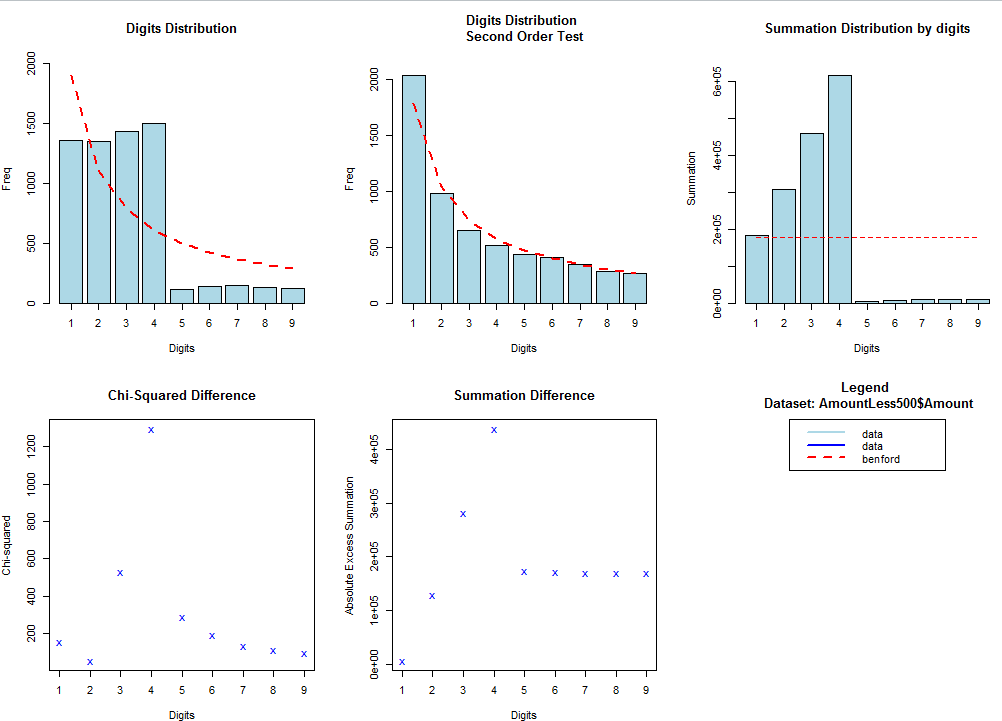 Digits Distribution
Freq
0
500
1000
1500
2000
1 2 3 4 5 6 7 8 9
Digits
Digits Distribution
Second Order Test
Freq
0
500
1000
1500
2000
1 2 3 4 5 6 7 8 9
Digits
Summation Distribution by digits
Summation
0e+00
2e+05
4e+05
6e+05
1 2 3 4 5 6 7 8 9
Digits
Chi-Squared Difference
Chi-squared
200
400
600
800
1000
1200
1 2 3 4 5 6 7 8 9
Digits
Summation Difference
Absolute Excess Summation
0e+00
1e+05
2e+05
3e+05
4e+05
1 2 3 4 5 6 7 8 9
Digits
Legend
Dataset: AmountLess500$Amount
data
data
benford